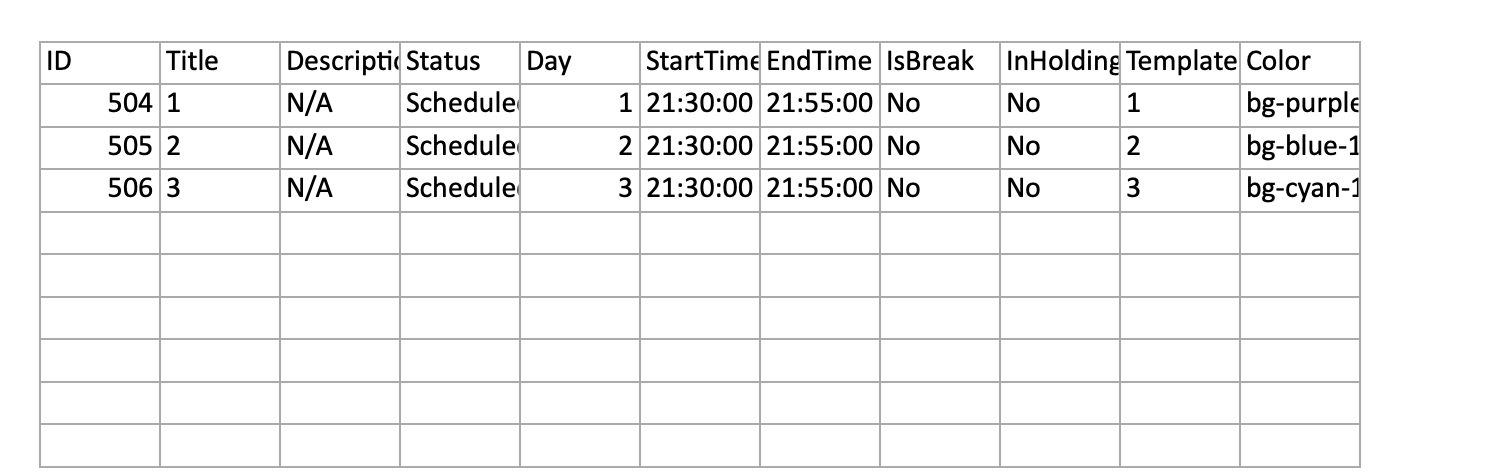 ID Title Descriptic Status Day StartTime EndTime IsBreak InHolding Template Color
504 1 N/A Schedule 1 21:30:00 21:55:00 No No 1 bg-purple
505 2 N/A Schedule 2 21:30:00 21:55:00 No No 2 bg-blue-1
506 3 N/A Schedule 3 21:30:00 21:55:00 No No 3 bg-cyan-1